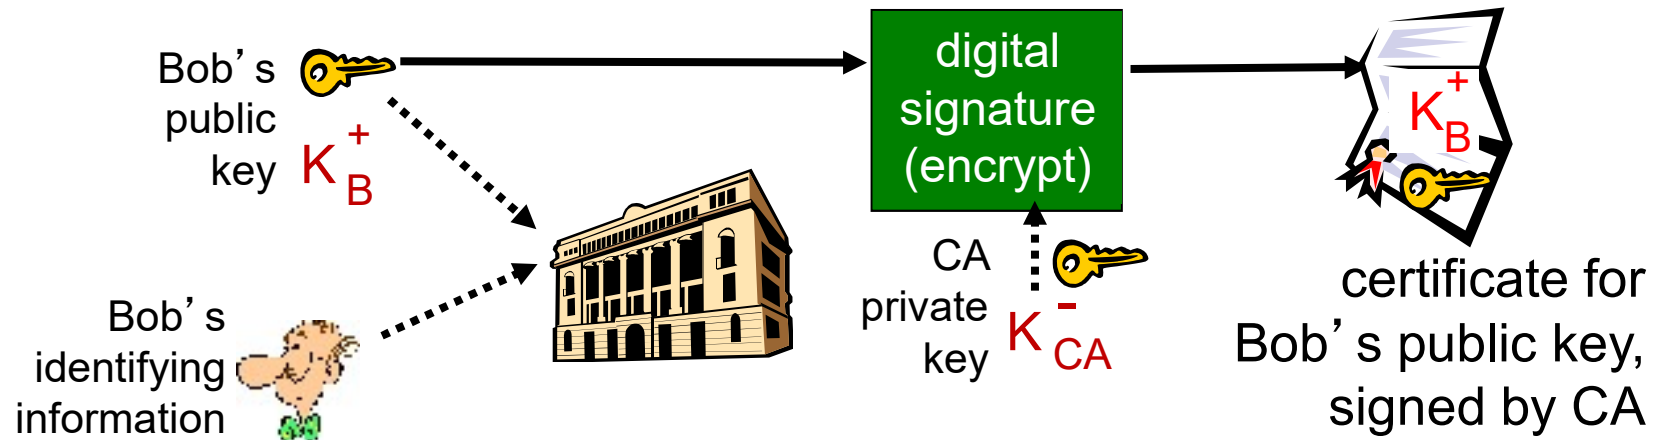 Bob's
public
key K+B
digital
signature
(encrypt)
K+B
Bob's
identifying
information
CA
private
key K-CA
certificate for
Bob's public key,
signed by CA